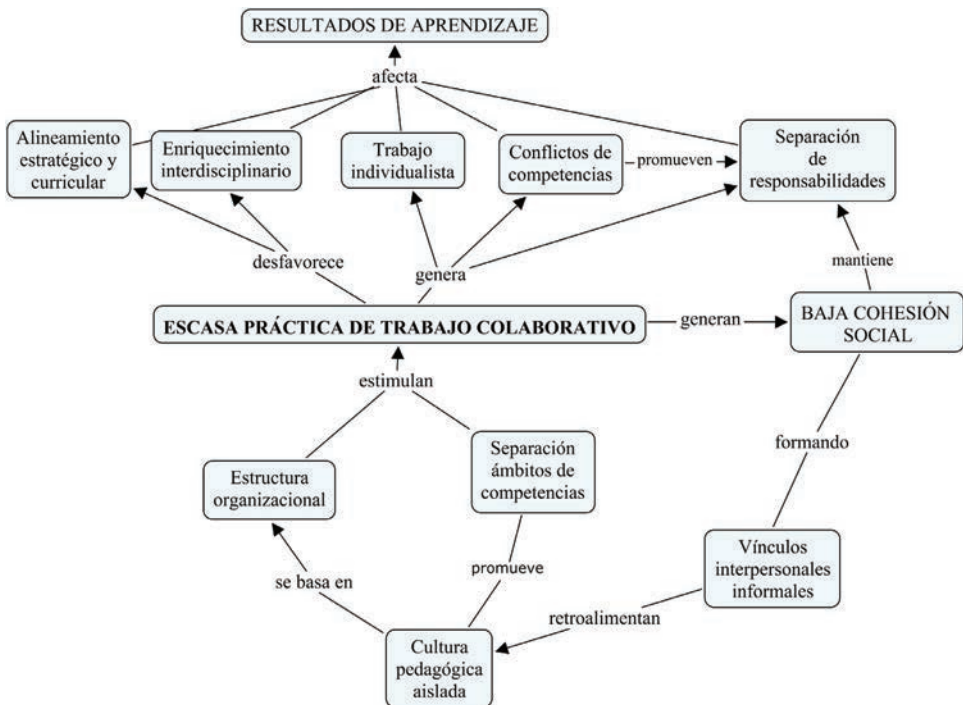 RESULTADOS DE APRENDIZAJE
afecta
Alineamiento
estratégico y
curricular
Enriquecimiento
interdisciplinario
Trabajo
individualista
Conflictos de
competencias
promueven
Separación
de
responsabilidades
desfavorece
genera
mantiene
ESCASA PRÁCTICA DE TRABAJO COLABORATIVO
generan
BAJA COHESIÓN
SOCIAL
estimulan
formando
Estructura
organizacional
Separación
ámbitos de
competencias
se basa en
promueve
Vínculos
interpersonales
informales
retroalimentan
Cultura
pedagógica
aislada